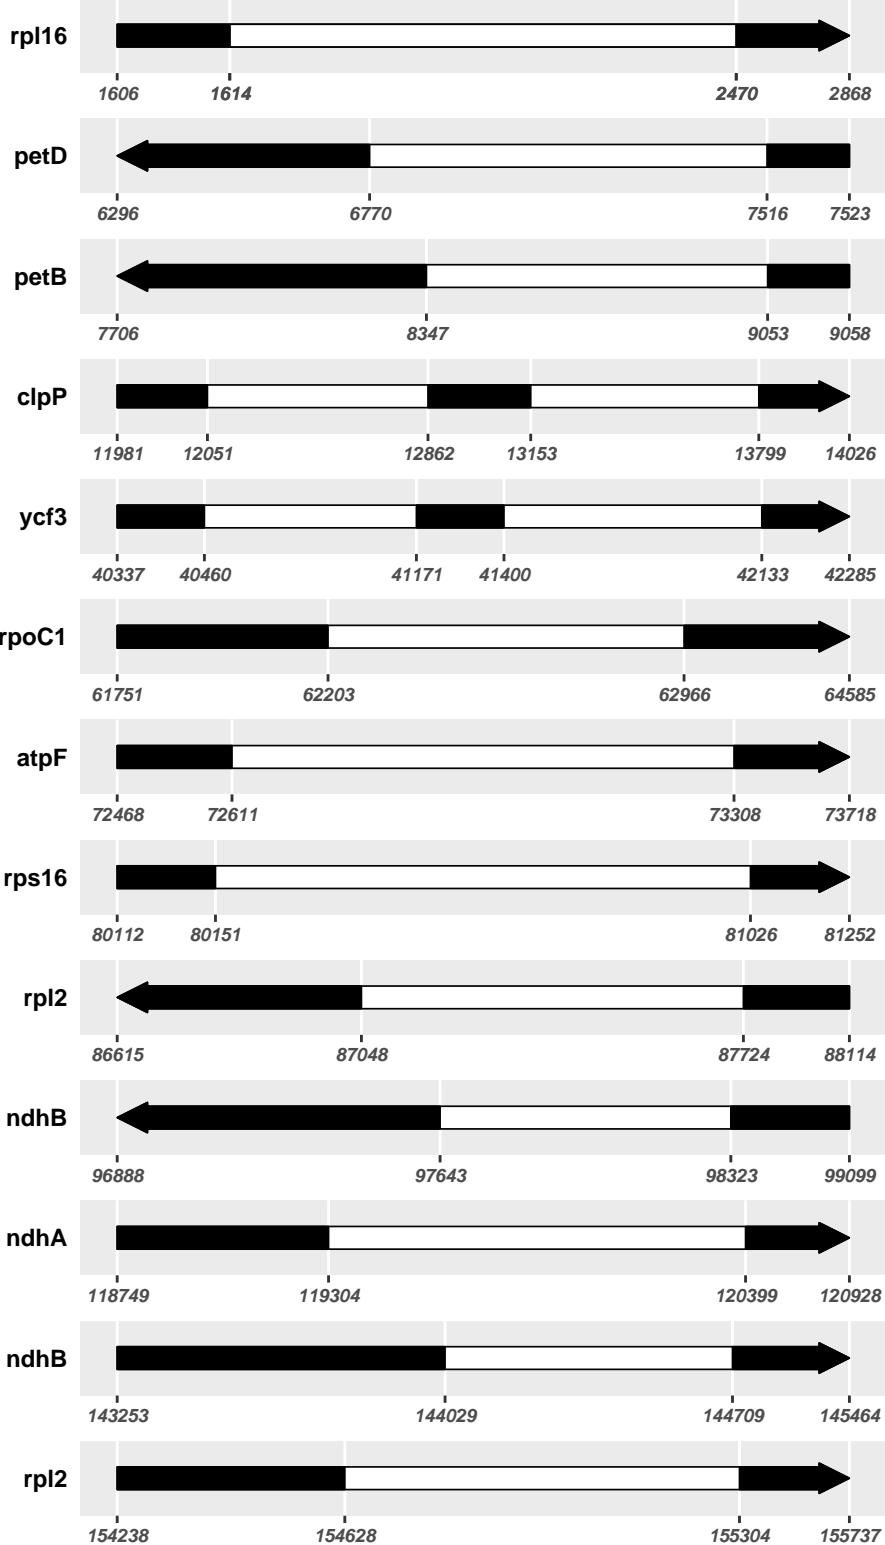 rpl16
1606 1614 2470 2868
petD
6296 6770 7516 7523
petB
7706 8347 9053 9058
clpP
11981 12051 12862 13153 13799 14026
ycf3
40337 40460 41171 41400 42133 42285
rpoC1
61751 62203 62966 64585
atpF
72468 72611 73308 73718
rps16
80112 80151 81026 81252
rpl2
86615 87048 87724 88114
ndhB
96888 97643 98323 99099
ndhA
118749 119304 120399 120928
ndhB
143253 144029 144709 145464
rpl2
154238 154628 155304 155737